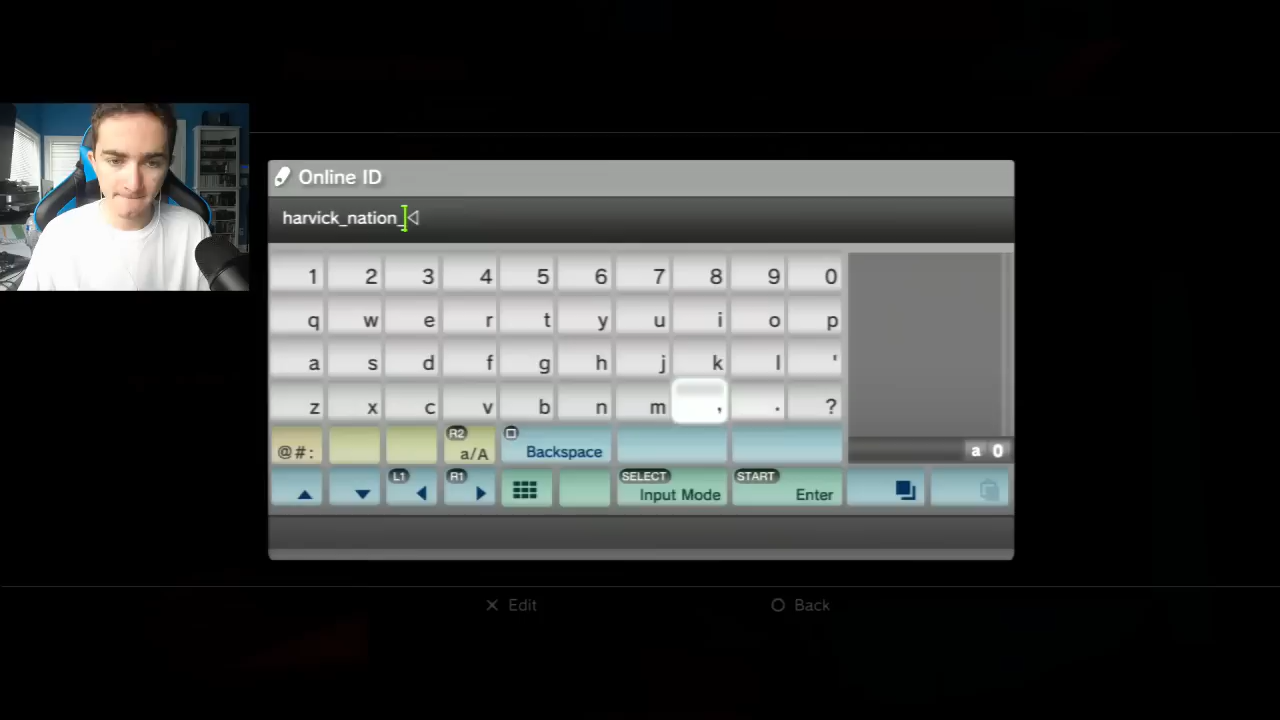 Online ID
harvick_nation_
1 2 3 4 5 6 7 8 9 0
q w e r t y u i o p
a s d f g h j k l '
z x c v b n m , . ?
@#: R2 a/A Backspace a 0
L1 R1 SELECT Input Mode START Enter
Edit Back